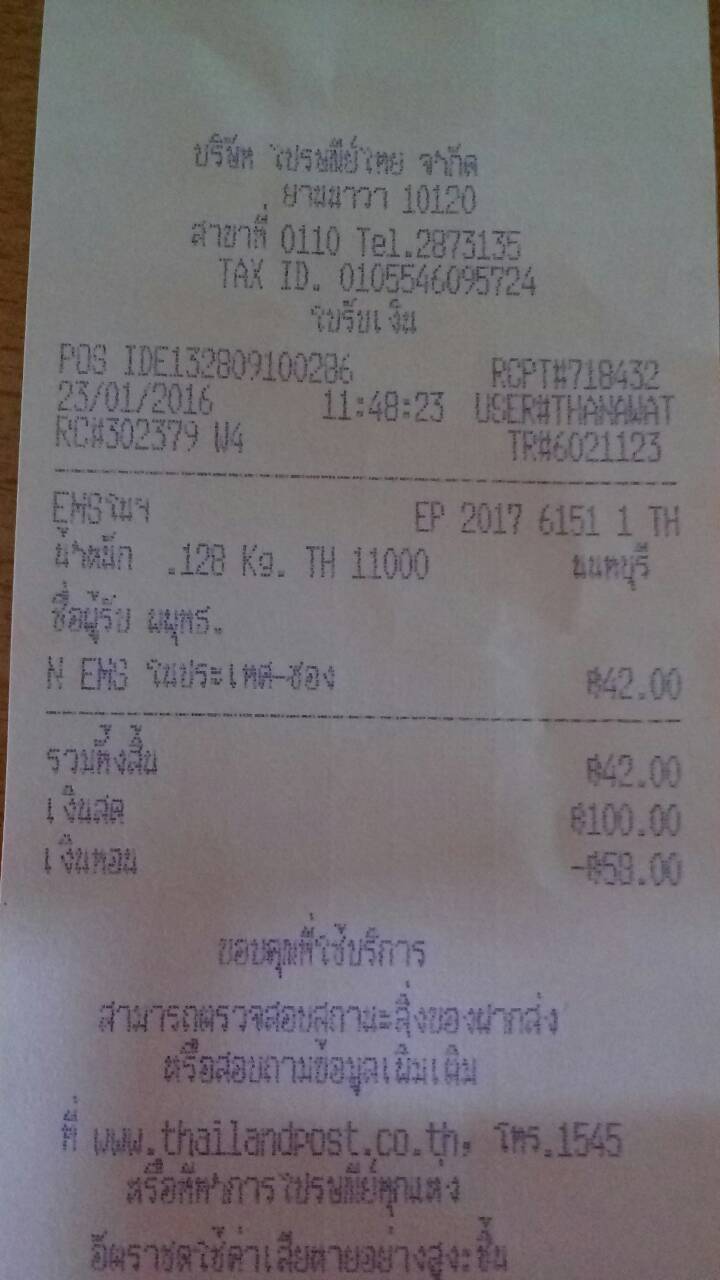 บริษัท ไปรษณีย์ไทย จำกัด
ยานนาวา 10120
สาขาที่ 0110 Tel.2873135
TAX ID. 0105546095724
ใบรับเงิน
POS IDE132809100286 RCPT#718432
23/01/2016 11:48:23 USER#THANAWAT
RC#302379 W4 TR#6021123
EMSในฯ EP 2017 6151 1 TH
น้ำหนัก .128 Kg. TH 11000 นนทบุรี
ชื่อผู้รับ
N EMS ในประเทศ-ซอง ฿42.00
รวมทั้งสิ้น ฿42.00
เงินสด ฿100.00
เงินทอน -฿58.00
ขอบคุณที่ใช้บริการ
สามารถตรวจสอบสถานะสิ่งของฝากส่ง
หรือสอบถามข้อมูลเพิ่มเติม
ที่ www.thailandpost.co.th, โทร.1545
หรือที่ทำการไปรษณีย์ทุกแห่ง
อัตราชดใช้ค่าเสียหายอย่างสูงะชิ้น